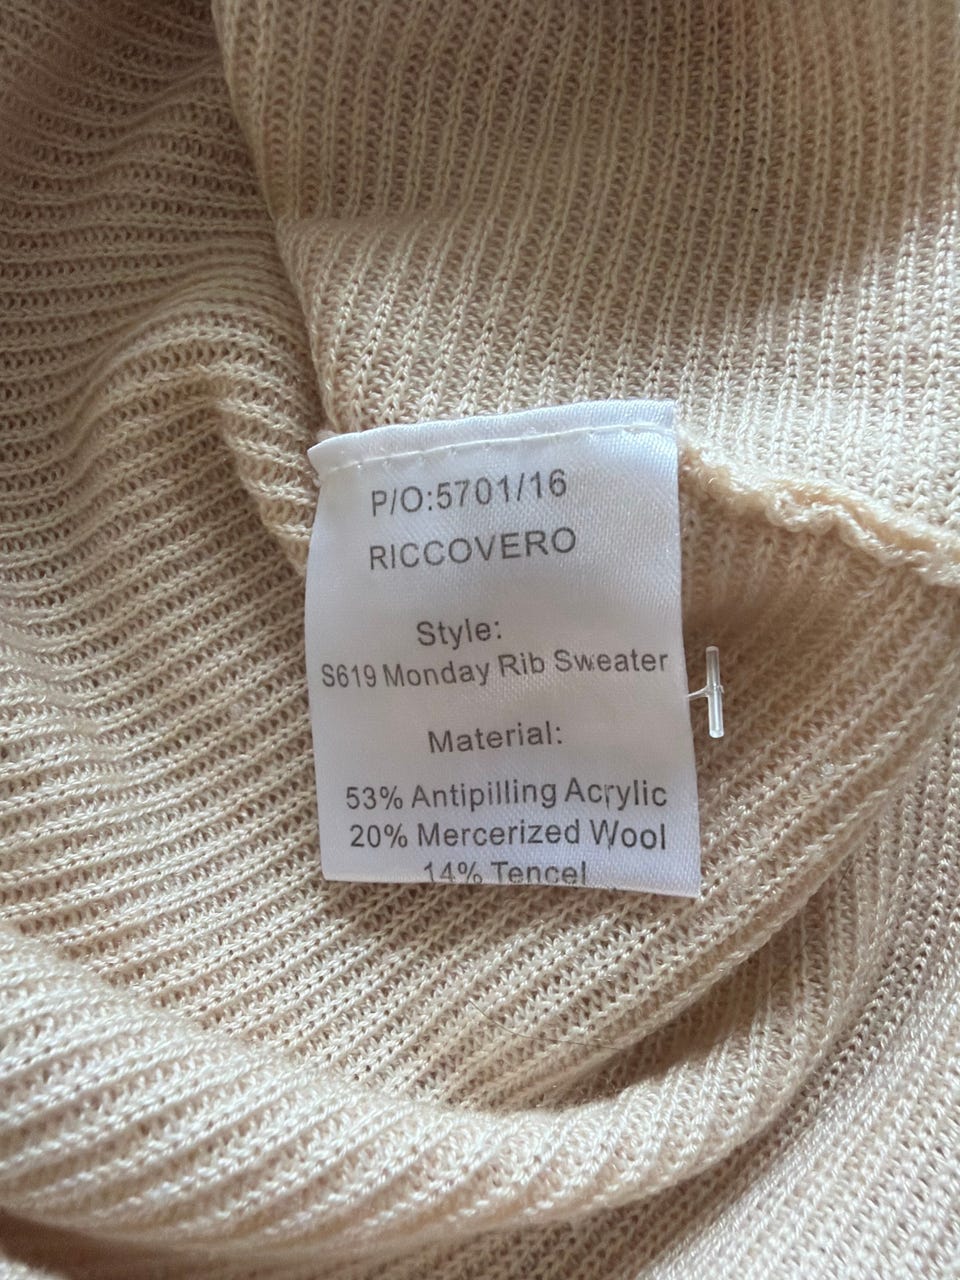 P/O:5701/16
RICCOVERO
Style:
S619 Monday Rib Sweater
Material:
53% Antipilling Acrylic
20% Mercerized Wool
14% Tencel